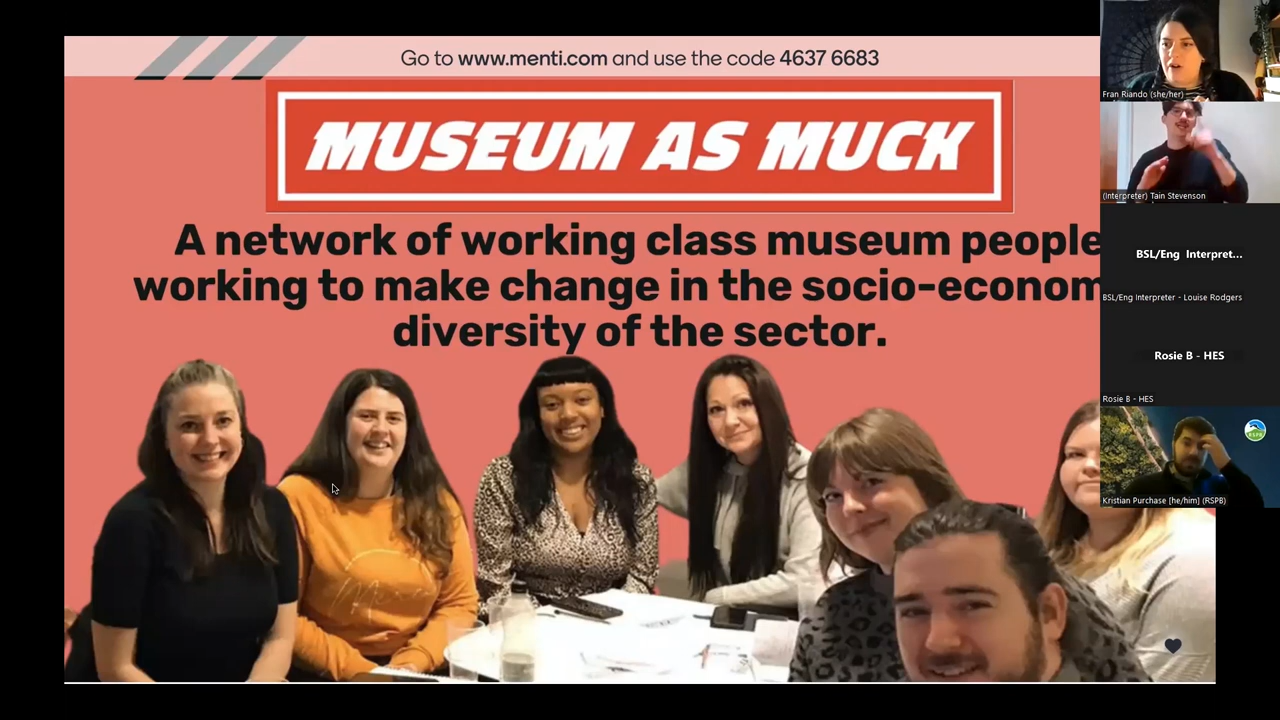 Go to www.menti.com and use the code 4637 6683
MUSEUM AS MUCK
A network of working class museum people
working to make change in the socio-econom
diversity of the sector.
Fran Riando (she/her)
(Interpreter) Tain Stevenson
BSL/Eng Interpret...
BSL/Eng Interpreter - Louise Rodgers
Rosie B - HES
Rosie B - HES
RSPB
Kristian Purchase [he/him] (RSPB)